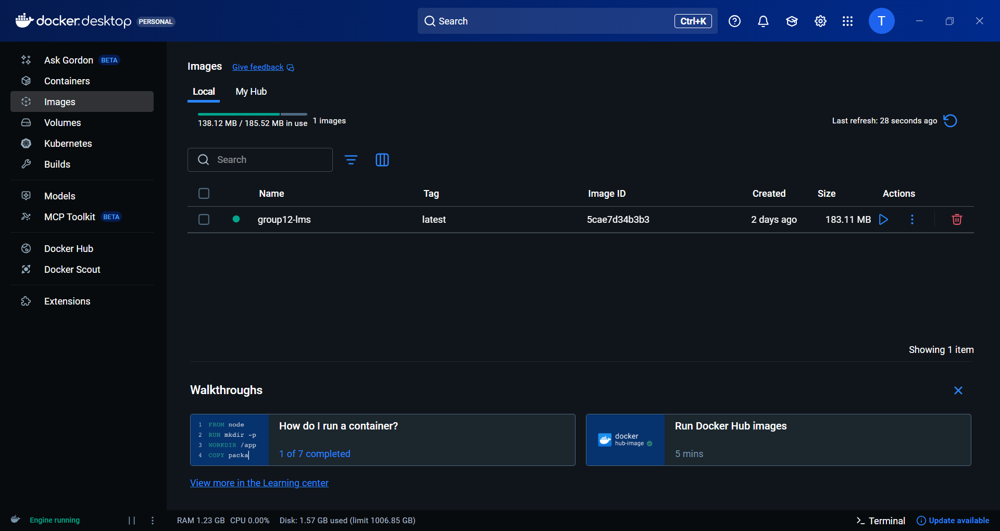 docker.desktop PERSONAL
Search Ctrl+K
T
Ask Gordon BETA
Containers
Images
Volumes
Kubernetes
Builds
Models
MCP Toolkit BETA
Docker Hub
Docker Scout
Extensions
Images Give feedback
Local My Hub
138.12 MB / 185.52 MB in use 1 images
Last refresh: 28 seconds ago
Search
Name Tag Image ID Created Size Actions
group12-lms latest 5cae7d34b3b3 2 days ago 183.11 MB
Showing 1 item
Walkthroughs
1 FROM node
2 RUN mkdir -p
3 WORKDIR /app
4 COPY packa
How do I run a container?
1 of 7 completed
docker
hub-image
Run Docker Hub images
5 mins
View more in the Learning center
Engine running
RAM 1.23 GB CPU 0.00% Disk: 1.57 GB used (limit 1006.85 GB)
>_ Terminal Update available